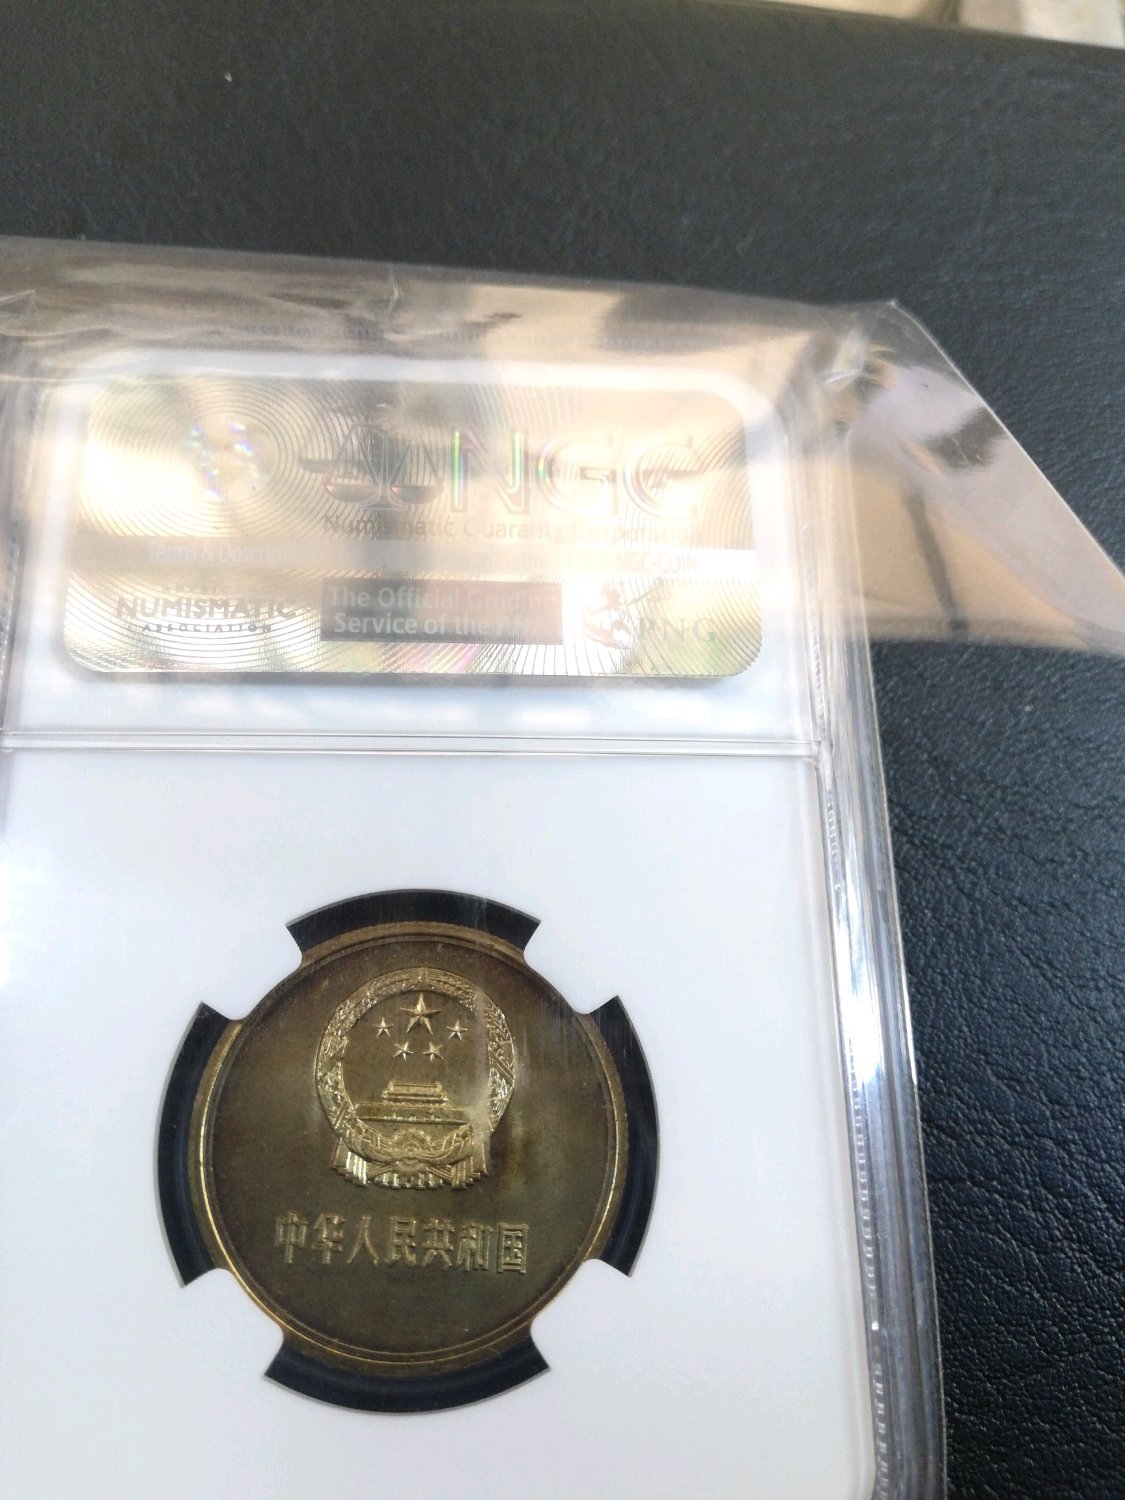 NGC
Numismatic Guaranty Corporation
Terms &
NGC-COIN
NUMISMATIC
ASSOCIATION
The Official Grading
Service of the
PNG
中华人民共和国